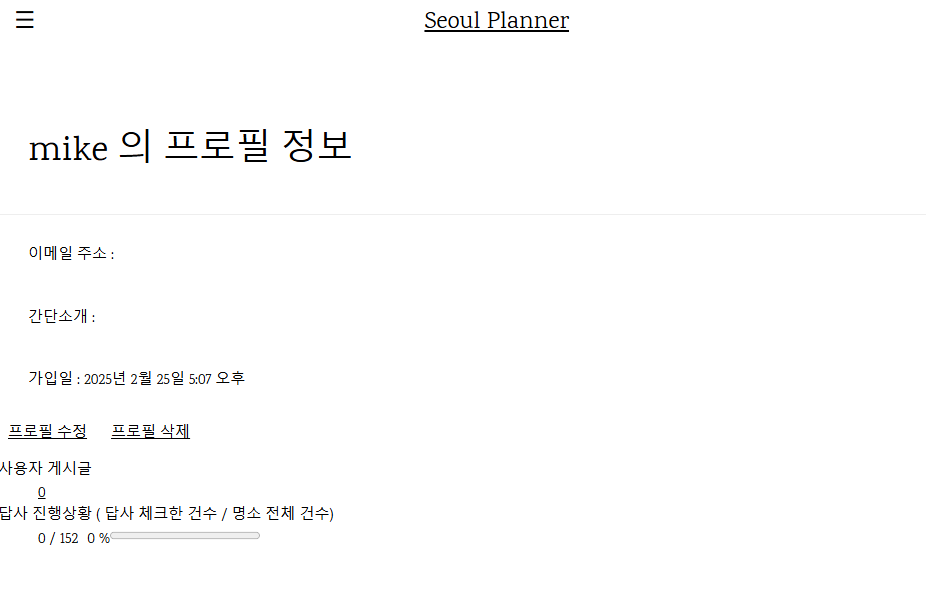 Seoul Planner
mike 의 프로필 정보
이메일 주소 :
간단소개 :
가입일 : 2025년 2월 25일 5:07 오후
프로필 수정 프로필 삭제
사용자 게시글
0
답사 진행상황 ( 답사 체크한 건수 / 명소 전체 건수)
0 / 152 0 %